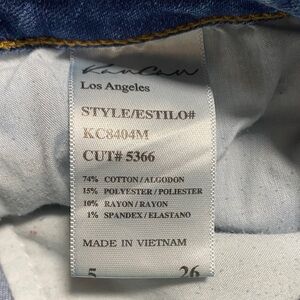 KanCan
Los Angeles
STYLE/ESTILO#
KC8404M
CUT# 5366
74% COTTON/ALGODON
15% POLYESTER/POLIESTER
10% RAYON/RAYON
1% SPANDEX/ELASTANO
MADE IN VIETNAM
5 26